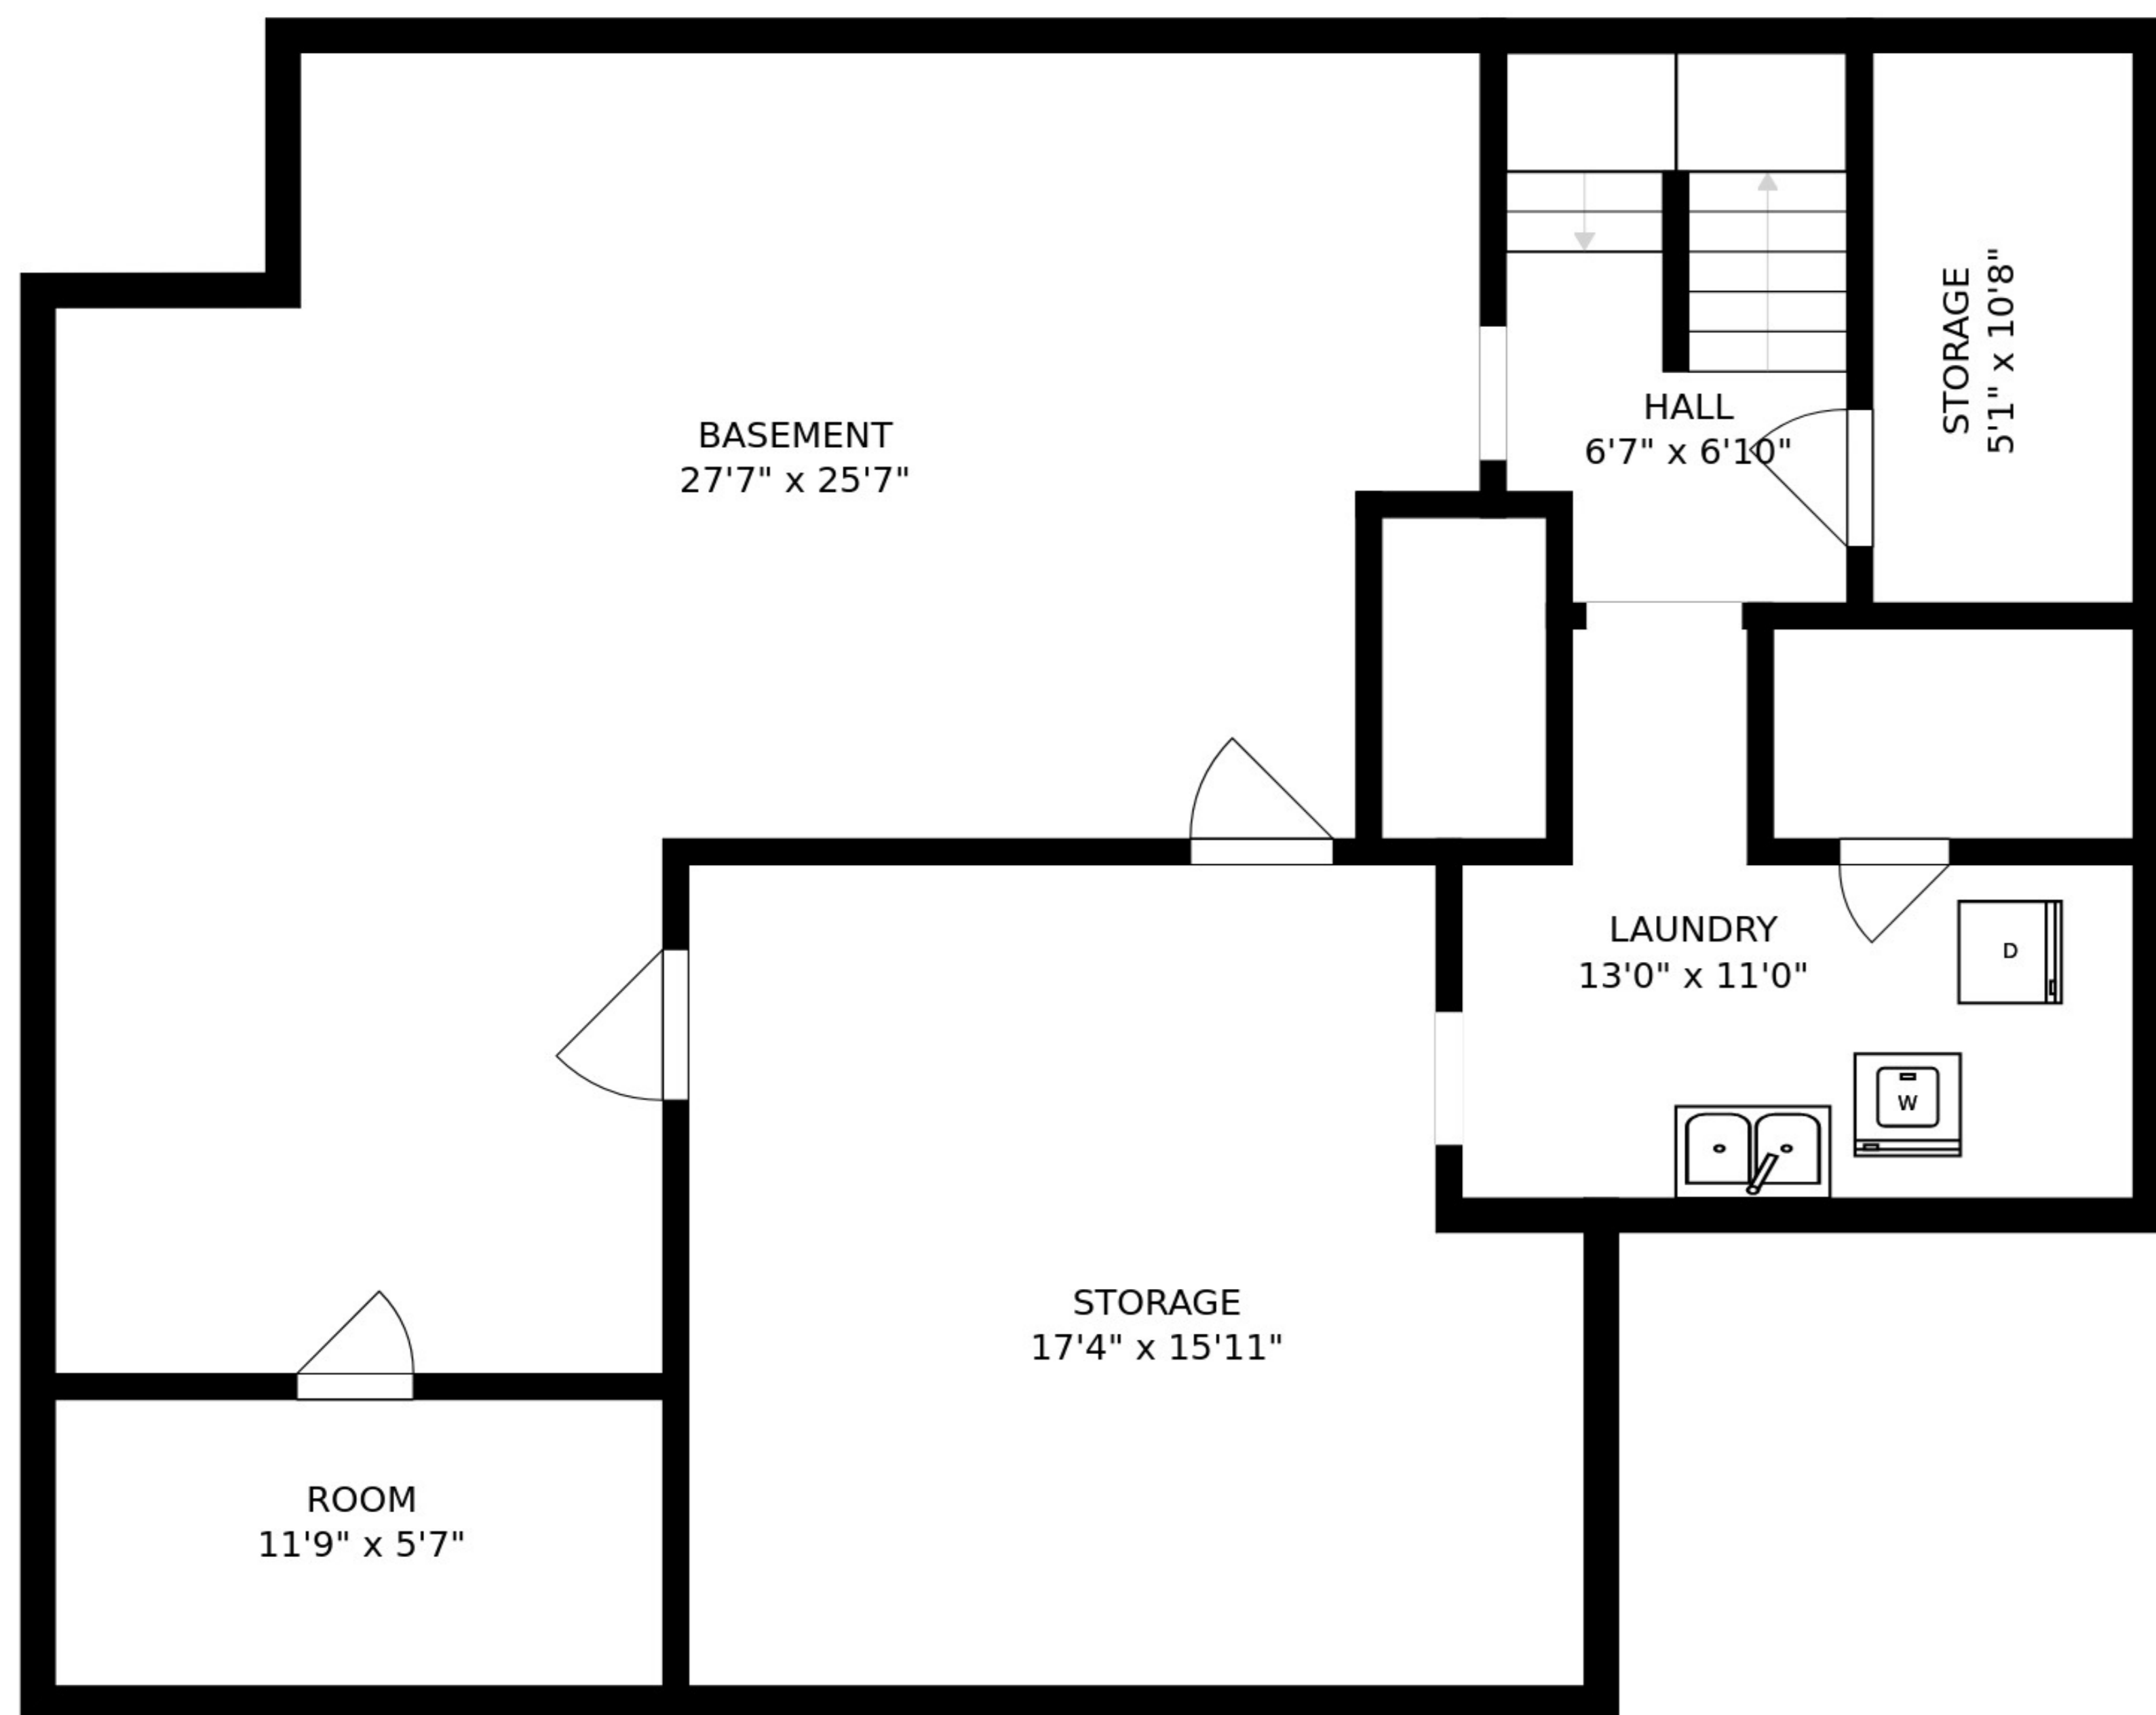 BASEMENT
27'7" x 25'7"
HALL
6'7" x 6'10"
STORAGE
5'1" x 10'8"
LAUNDRY
13'0" x 11'0"
D
W
STORAGE
17'4" x 15'11"
ROOM
11'9" x 5'7"